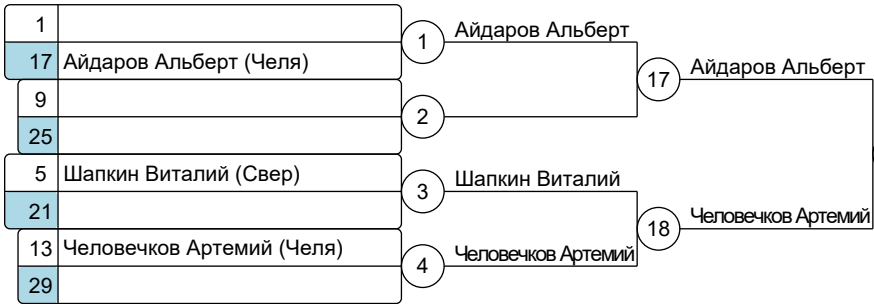 1
Айдаров Альберт
17 Айдаров Альберт (Челя)
1
Айдаров Альберт
17
9
2
25
5 Шапкин Виталий (Свер)
Шапкин Виталий
3
21
Человечков Артемий
18
13 Человечков Артемий (Челя)
Человечков Артемий
4
29